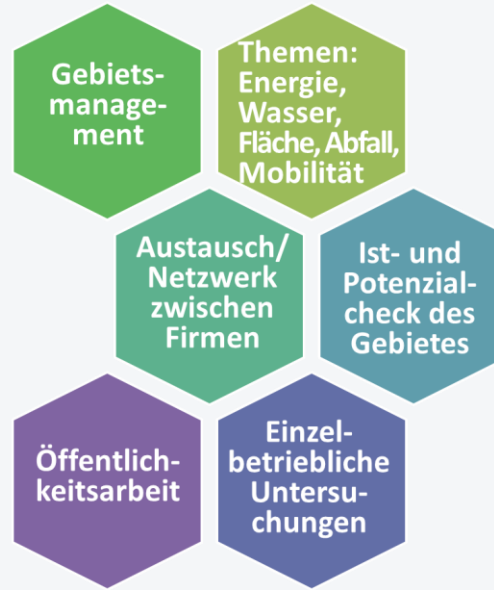 Gebiets-
manage-
ment
Themen:
Energie,
Wasser,
Fläche, Abfall,
Mobilität
Austausch/
Netzwerk
zwischen
Firmen
Ist- und
Potenzial-
check des
Gebietes
Öffentlich-
keitsarbeit
Einzel-
betriebliche
Untersu-
chungen